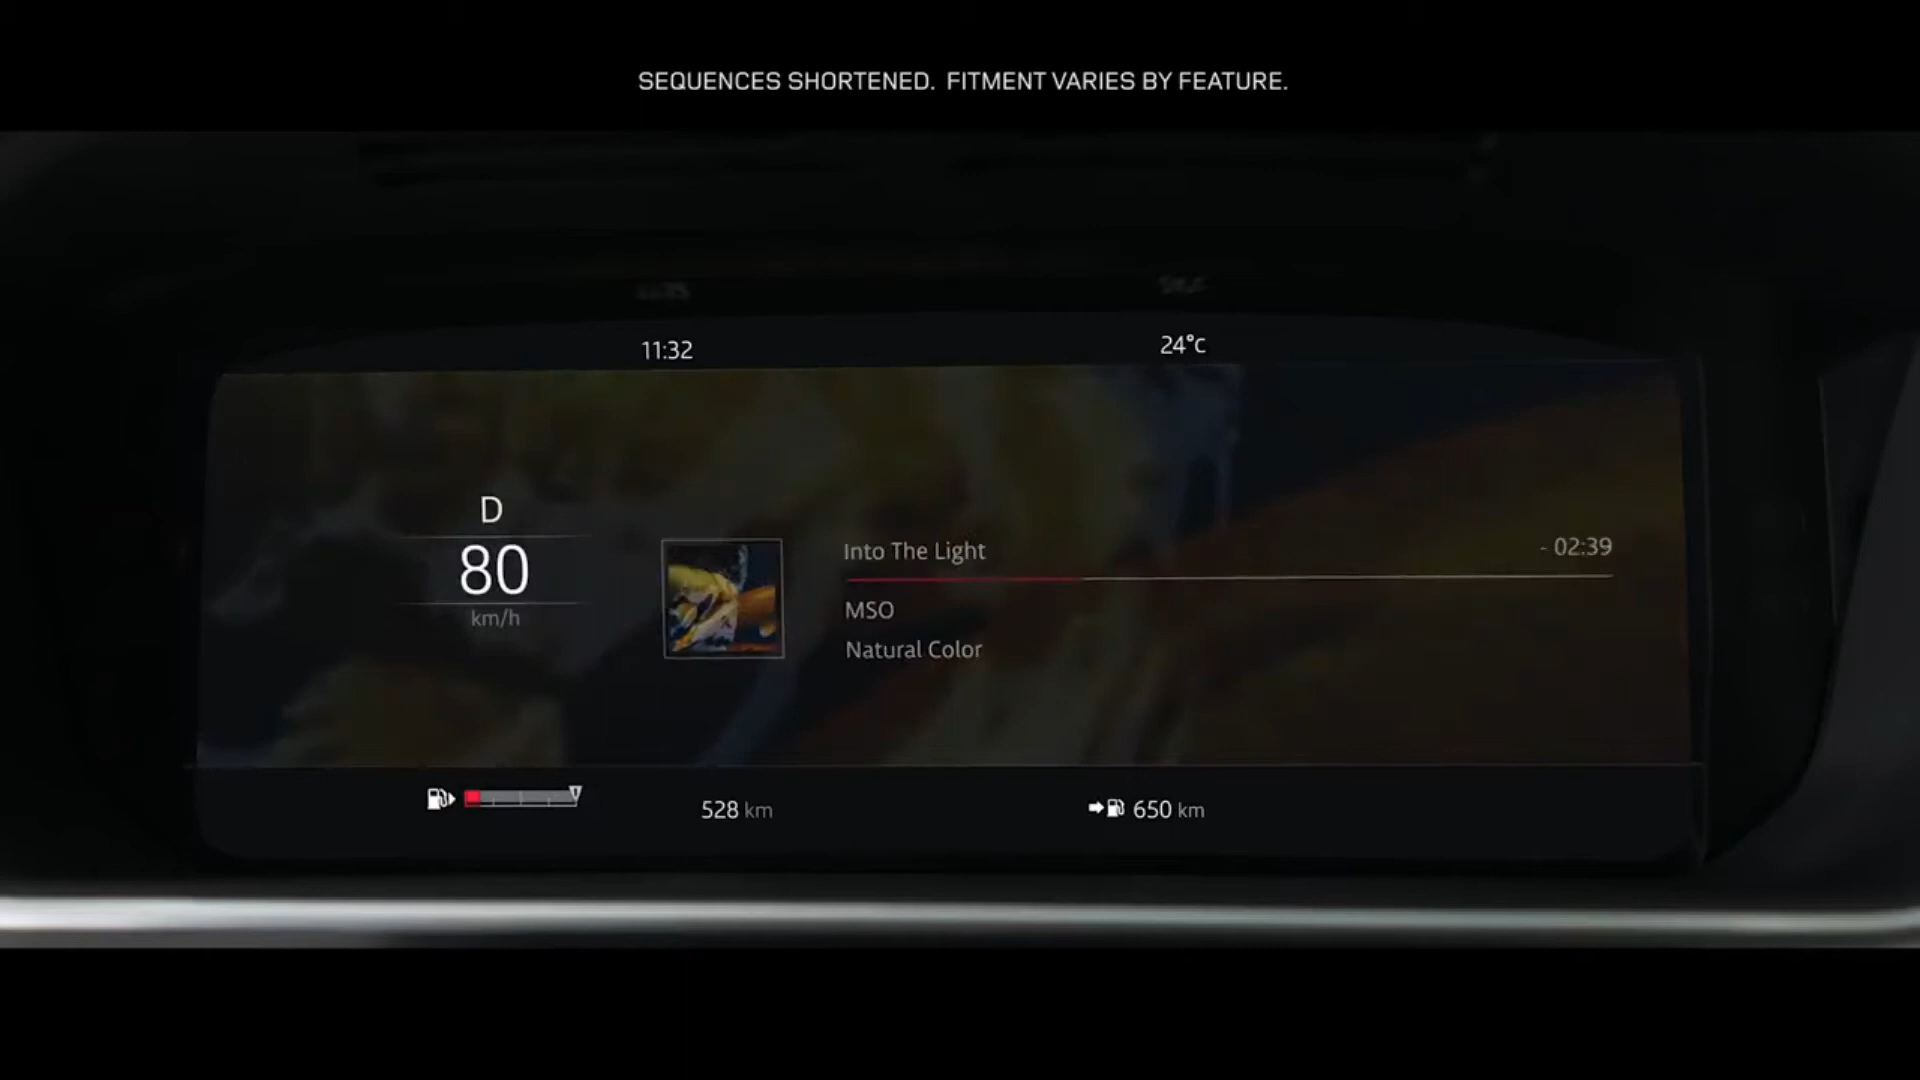 SEQUENCES SHORTENED. FITMENT VARIES BY FEATURE.
11:32
24°C
D
80
km/h
Into The Light
- 02:39
MSO
Natural Color
528 km
650 km